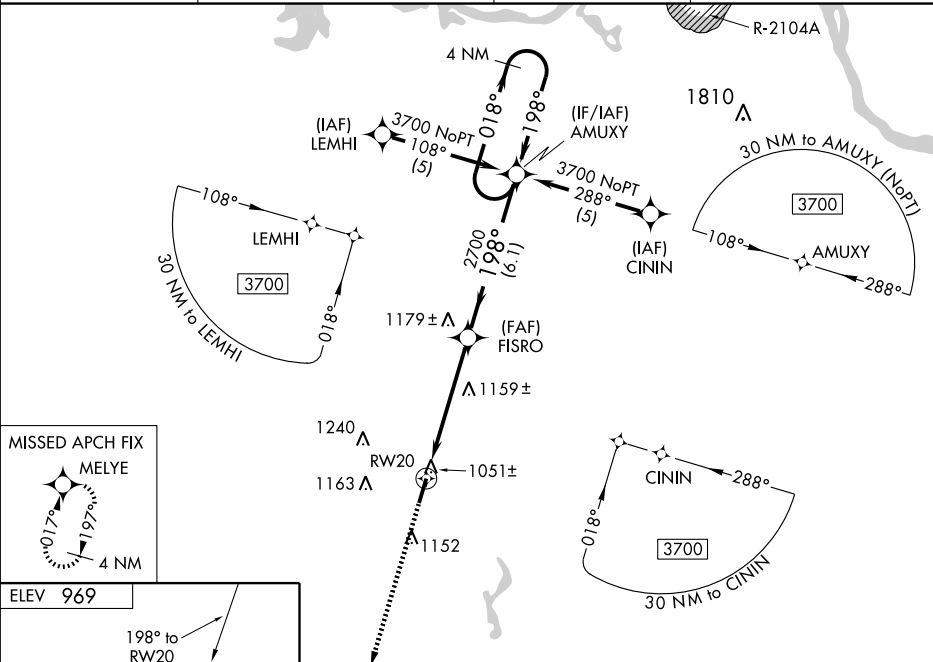 R-2104A
4 NM
018°
198°
(IF/IAF)
AMUXY
1810
(IAF)
LEMHI
3700 NoPT
108°
(5)
3700 NoPT
288°
(5)
(IAF)
CININ
30 NM to AMUXY (NoPT)
3700
108°
AMUXY
288°
108°
LEMHI
3700
018°
30 NM to LEMHI
2700
198°
(6.1)
1179 ±
(FAF)
FISRO
1159 ±
1240
RW20
1051 ±
1163
1152
MISSED APCH FIX
MELYE
017°
197°
4 NM
CININ
288°
018°
3700
30 NM to CININ
ELEV 969
198° to
RW20